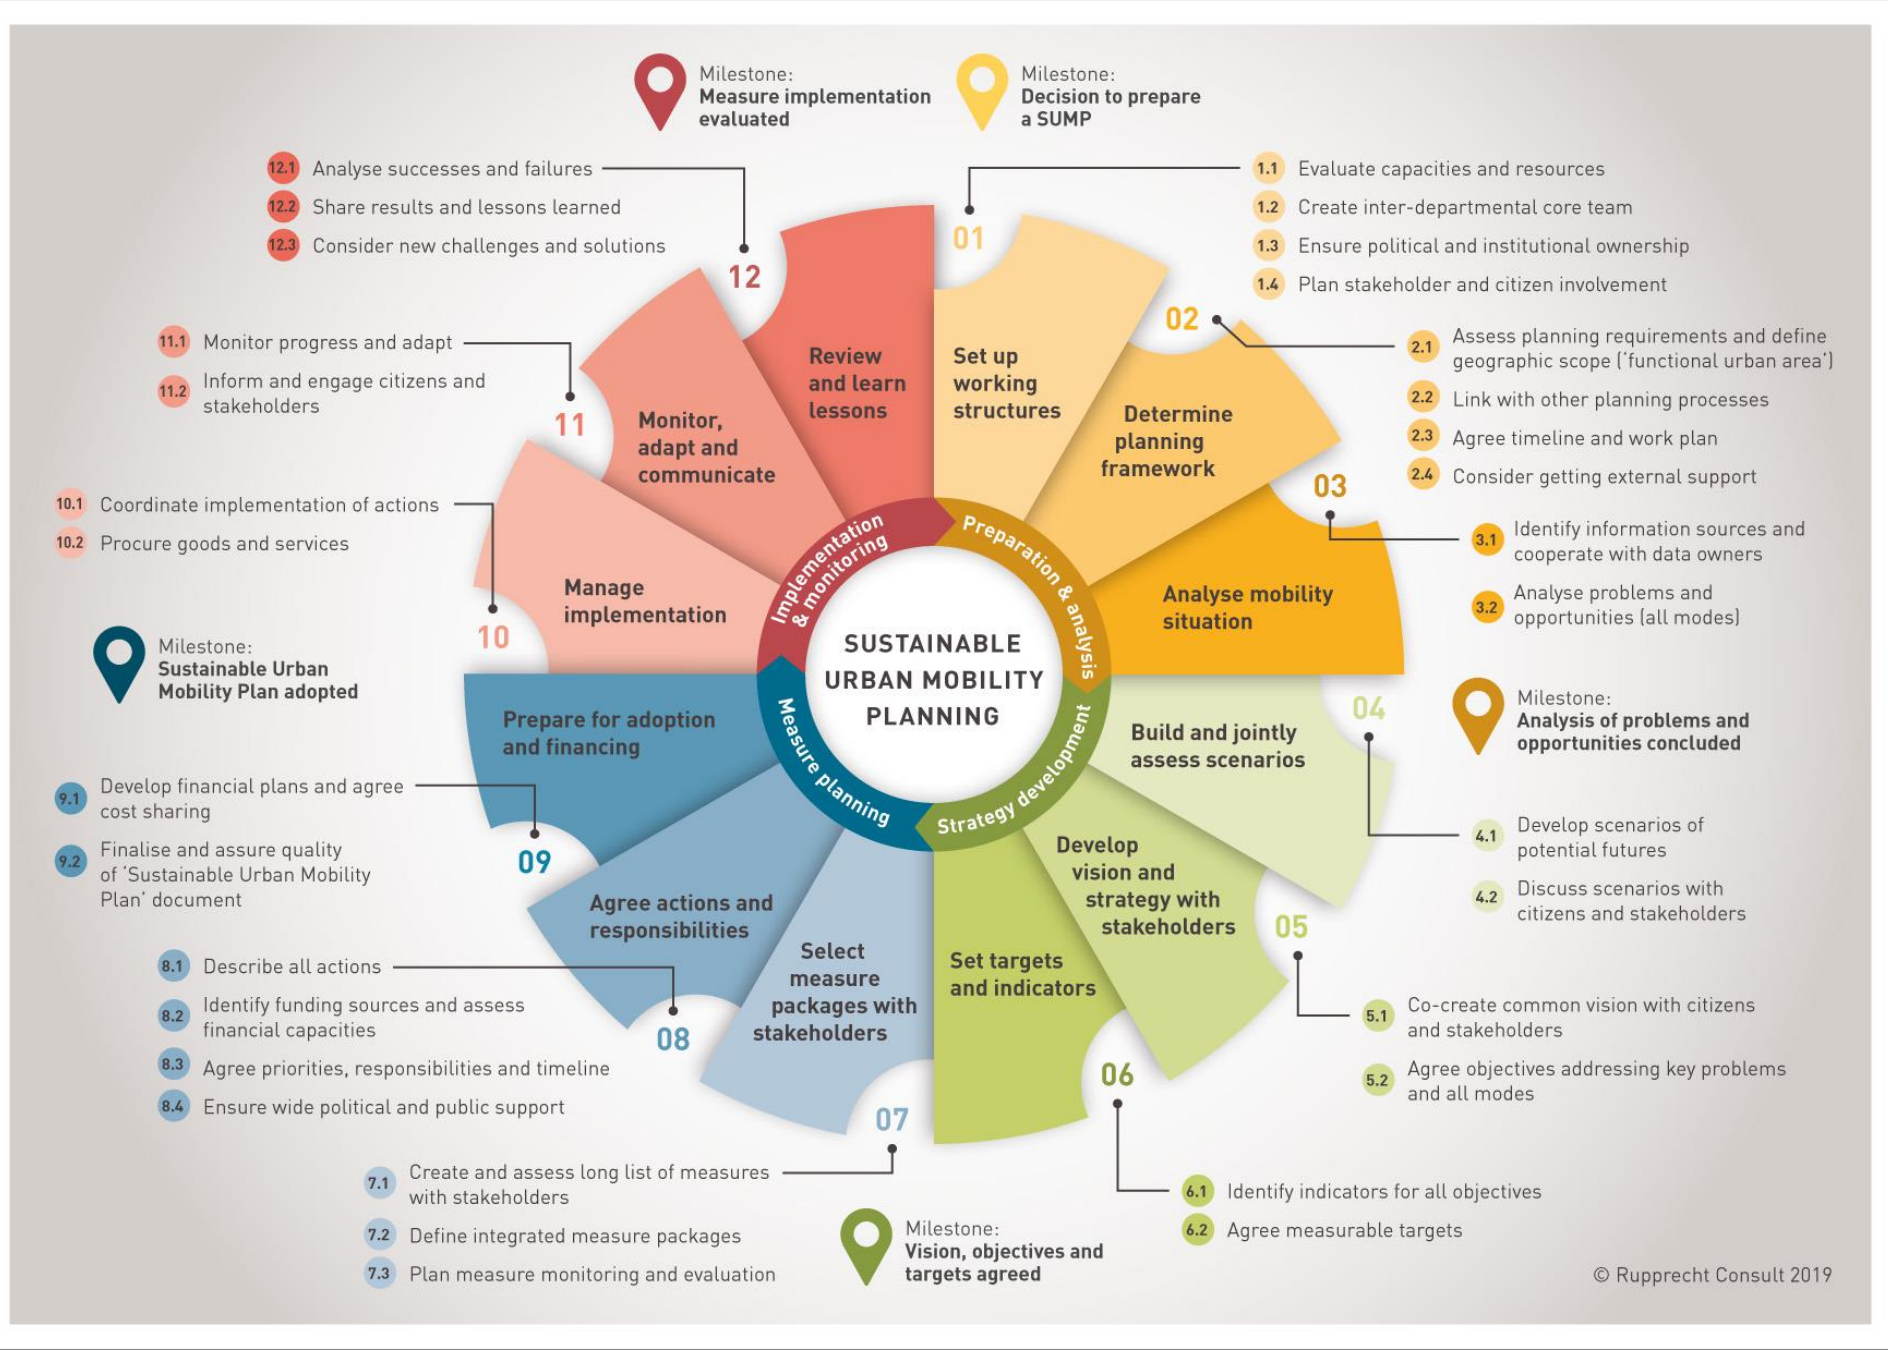 Milestone:
Measure implementation
evaluated
Milestone:
Decision to prepare
a SUMP
SUSTAINABLE
URBAN MOBILITY
PLANNING
Preparation & analysis
Strategy development
Measure planning
Implementation
& monitoring
01
Set up
working
structures
1.1 Evaluate capacities and resources
1.2 Create inter-departmental core team
1.3 Ensure political and institutional ownership
1.4 Plan stakeholder and citizen involvement
02
Determine
planning
framework
2.1 Assess planning requirements and define
geographic scope (‘functional urban area’)
2.2 Link with other planning processes
2.3 Agree timeline and work plan
2.4 Consider getting external support
03
Analyse mobility
situation
3.1 Identify information sources and
cooperate with data owners
3.2 Analyse problems and
opportunities (all modes)
Milestone:
Analysis of problems and
opportunities concluded
04
Build and jointly
assess scenarios
4.1 Develop scenarios of
potential futures
4.2 Discuss scenarios with
citizens and stakeholders
05
Develop
vision and
strategy with
stakeholders
5.1 Co-create common vision with citizens
and stakeholders
5.2 Agree objectives addressing key problems
and all modes
06
Set targets
and indicators
6.1 Identify indicators for all objectives
6.2 Agree measurable targets
Milestone:
Vision, objectives and
targets agreed
07
Select
measure
packages with
stakeholders
7.1 Create and assess long list of measures
with stakeholders
7.2 Define integrated measure packages
7.3 Plan measure monitoring and evaluation
08
Agree actions and
responsibilities
8.1 Describe all actions
8.2 Identify funding sources and assess
financial capacities
8.3 Agree priorities, responsibilities and timeline
8.4 Ensure wide political and public support
09
Prepare for adoption
and financing
9.1 Develop financial plans and agree
cost sharing
9.2 Finalise and assure quality
of ‘Sustainable Urban Mobility
Plan’ document
Milestone:
Sustainable Urban
Mobility Plan adopted
10
Manage
implementation
10.1 Coordinate implementation of actions
10.2 Procure goods and services
11
Monitor,
adapt and
communicate
11.1 Monitor progress and adapt
11.2 Inform and engage citizens and
stakeholders
12
Review
and learn
lessons
12.1 Analyse successes and failures
12.2 Share results and lessons learned
12.3 Consider new challenges and solutions
© Rupprecht Consult 2019